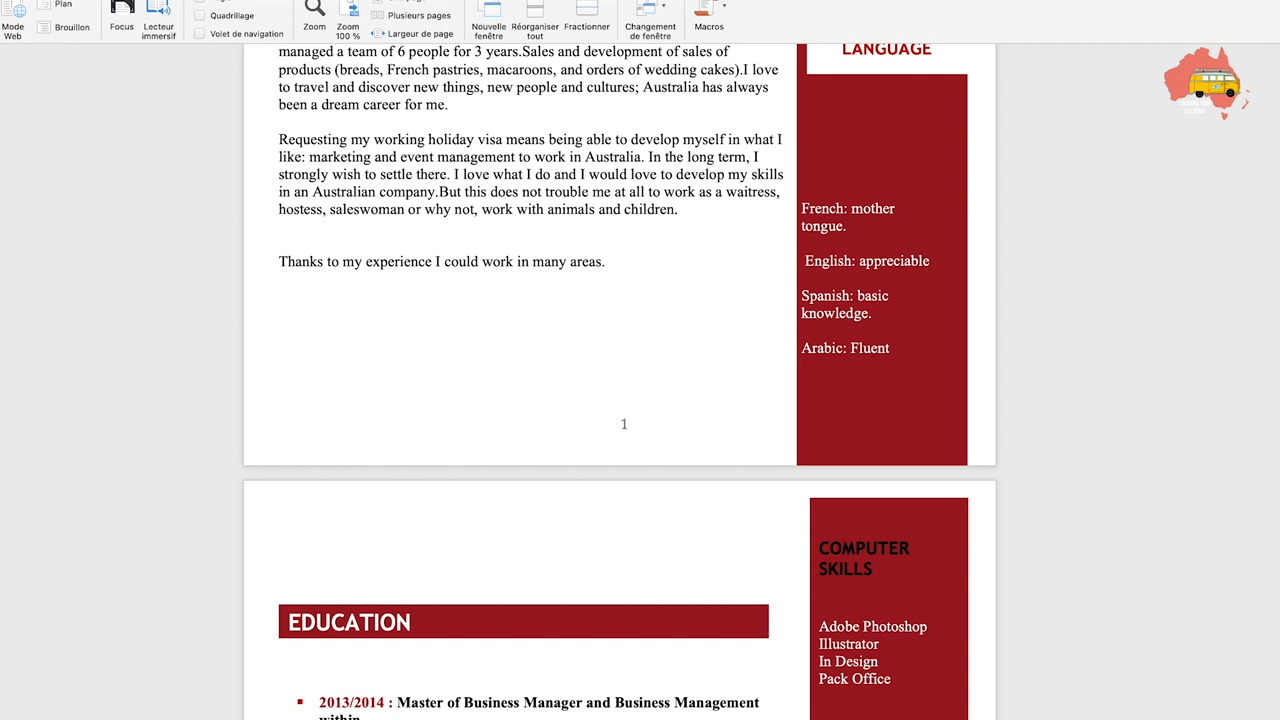 Mode
Web
Plan
Brouillon
Focus
Lecteur
immersif
Quadrillage
Volet de navigation
Zoom
Zoom
100 %
Plusieurs pages
Largeur de page
Nouvelle
fenêtre
Réorganiser
tout
Fractionner
Changement
de fenêtre
Macros
managed a team of 6 people for 3 years.Sales and development of sales of
products (breads, French pastries, macaroons, and orders of wedding cakes).I love
to travel and discover new things, new people and cultures; Australia has always
been a dream career for me.
Requesting my working holiday visa means being able to develop myself in what I
like: marketing and event management to work in Australia. In the long term, I
strongly wish to settle there. I love what I do and I would love to develop my skills
in an Australian company.But this does not trouble me at all to work as a waitress,
hostess, saleswoman or why not, work with animals and children.
Thanks to my experience I could work in many areas.
1
LANGUAGE
French: mother
tongue.
English: appreciable
Spanish: basic
knowledge.
Arabic: Fluent
EDUCATION
2013/2014 : Master of Business Manager and Business Management
within
COMPUTER
SKILLS
Adobe Photoshop
Illustrator
In Design
Pack Office